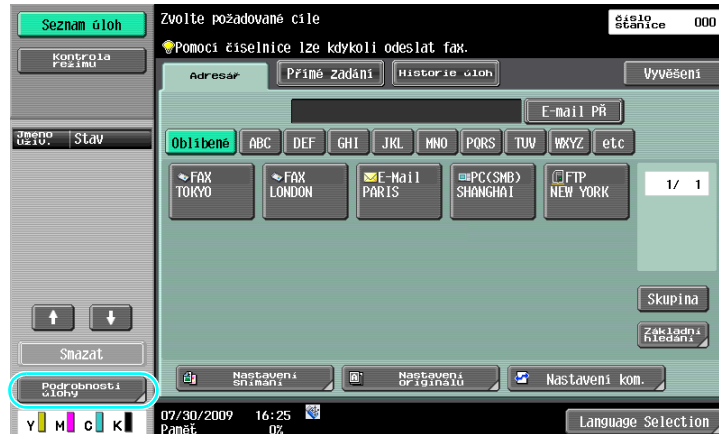 Seznam úloh
Kontrola
režimu
Jméno
uživ.
Stav
Smazat
Podrobnosti
úlohy
Y M C K
Zvolte požadované cíle
číslo
stanice
000
Pomocí číselnice lze kdykoli odeslat fax.
Adresář
Přímé zadání
Historie úloh
Vyvěšení
E-mail PŘ
Oblíbené
ABC
DEF
GHI
JKL
MNO
PQRS
TUV
WXYZ
etc
FAX
TOKYO
FAX
LONDON
E-Mail
PARIS
PC(SMB)
SHANGHAI
FTP
NEW YORK
1/ 1
Skupina
Základní
hledání
Nastavení
snímání
Nastavení
originálu
Nastavení kom.
07/30/2009 16:25
Paměť 0%
Language Selection